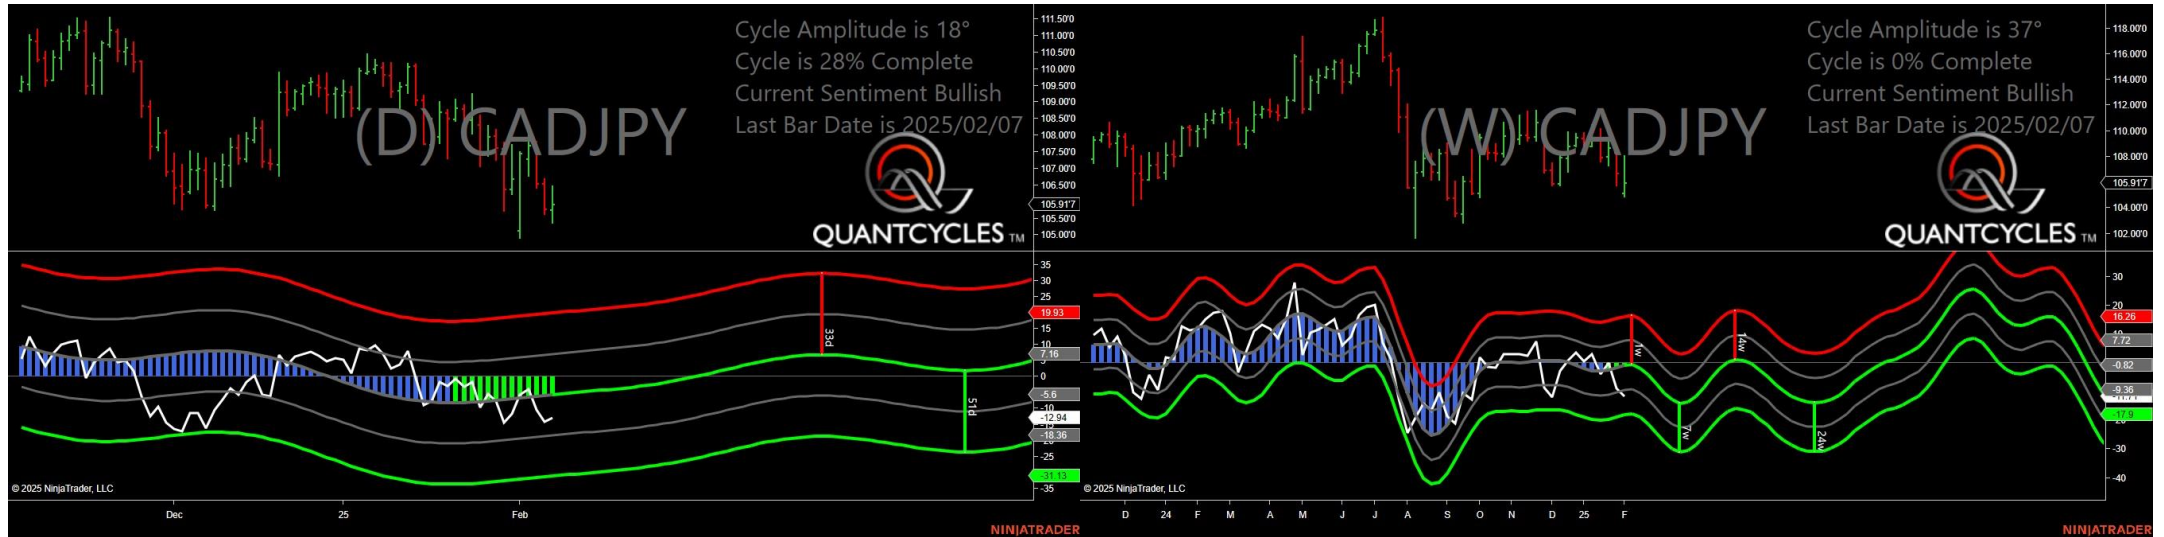 Cycle Amplitude is 18°
Cycle is 28% Complete
Current Sentiment Bullish
Last Bar Date is 2025/02/07
(D) CADJPY
QUANTCYCLES TM
111.50'0
111.00'0
110.50'0
110.00'0
109.50'0
109.00'0
108.50'0
108.00'0
107.50'0
107.00'0
106.50'0
105.91'7
105.50'0
105.00'0
35
30
25
19.93
15
10
7.16
0
-5.6
-10
-12.94
-18.36
-25
-31.13
-35
33d
51d
© 2025 NinjaTrader, LLC
Dec 25 Feb
NINJATRADER
Cycle Amplitude is 37°
Cycle is 0% Complete
Current Sentiment Bullish
Last Bar Date is 2025/02/07
(W) CADJPY
QUANTCYCLES TM
118.00'0
116.00'0
114.00'0
112.00'0
110.00'0
108.00'0
105.91'7
104.00'0
102.00'0
30
20
16.26
7.72
-0.82
-9.36
-17.9
-30
-40
1w
14w
7w
24w
© 2025 NinjaTrader, LLC
D 24 F M A M J J A S O N D 25 F
NINJATRADER